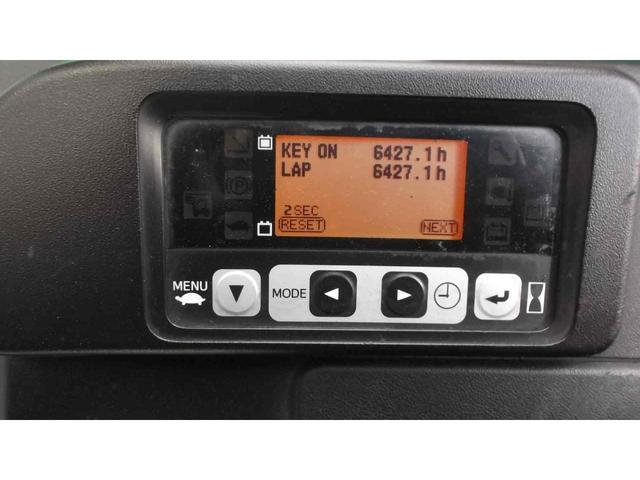 KEY ON 6427.1h
LAP 6427.1h
2SEC
RESET NEXT
MENU
MODE